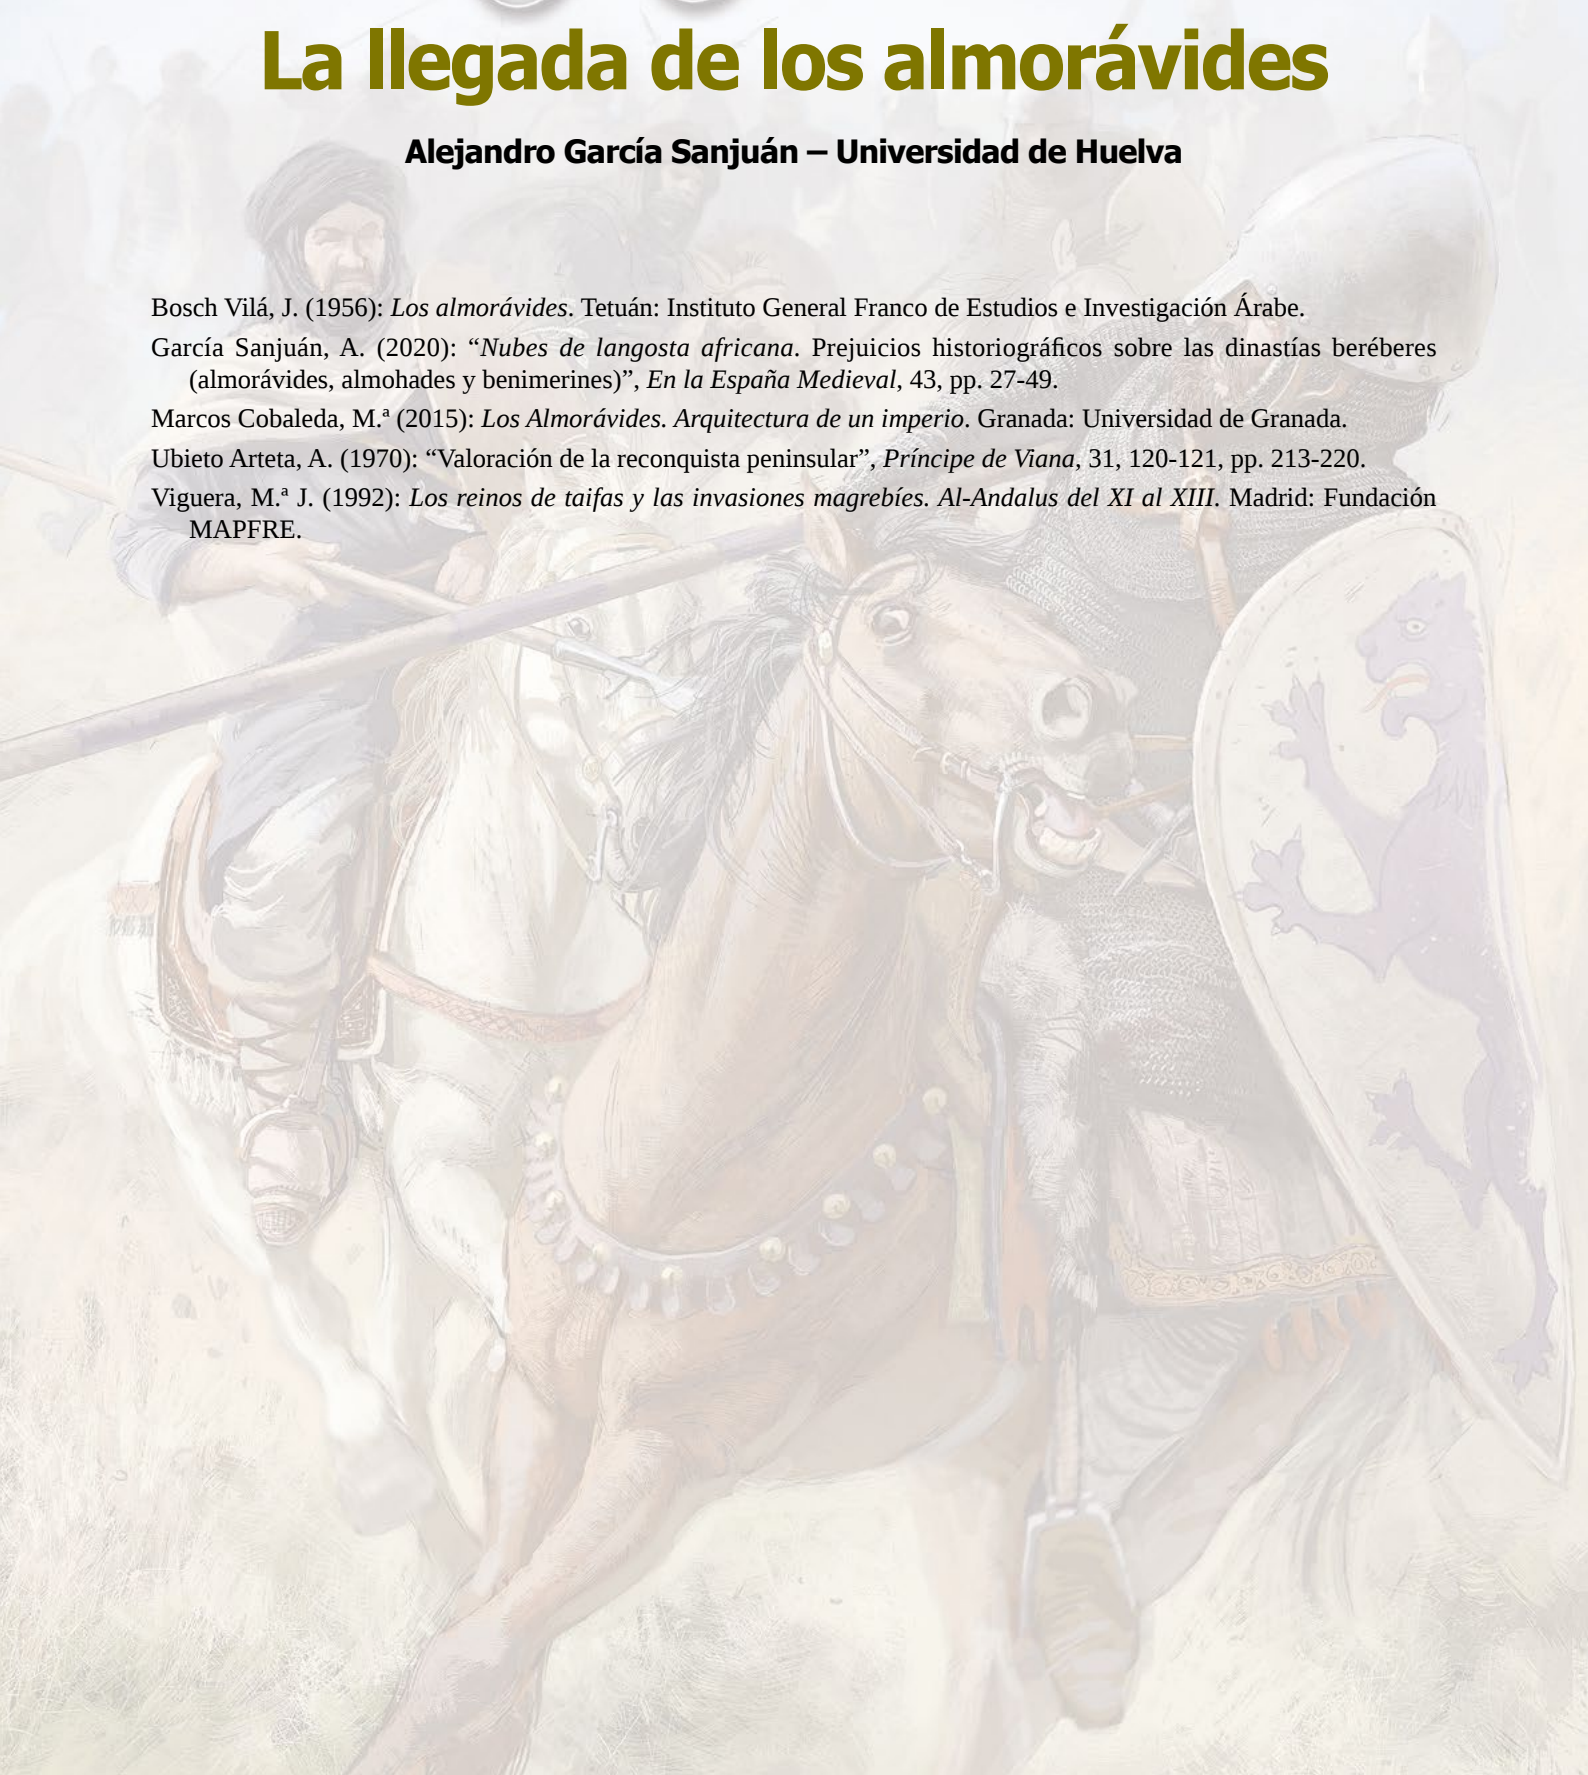 La llegada de los almorávides
Alejandro García Sanjuán – Universidad de Huelva
Bosch Vilá, J. (1956): Los almorávides. Tetuán: Instituto General Franco de Estudios e Investigación Árabe.
García Sanjuán, A. (2020): “Nubes de langosta africana. Prejuicios historiográficos sobre las dinastías beréberes
(almorávides, almohades y benimerines)”, En la España Medieval, 43, pp. 27-49.
Marcos Cobaleda, M.ª (2015): Los Almorávides. Arquitectura de un imperio. Granada: Universidad de Granada.
Ubieto Arteta, A. (1970): “Valoración de la reconquista peninsular”, Príncipe de Viana, 31, 120-121, pp. 213-220.
Viguera, M.ª J. (1992): Los reinos de taifas y las invasiones magrebíes. Al-Andalus del XI al XIII. Madrid: Fundación
MAPFRE.